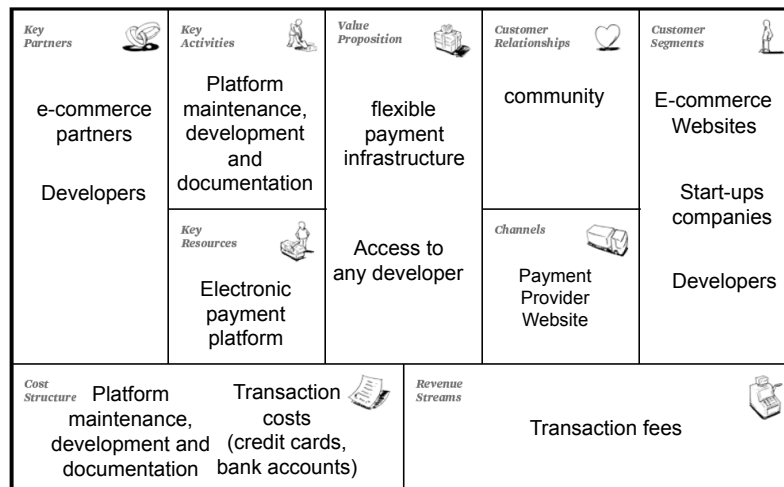 Key
Partners
e-commerce
partners
Developers
Key
Activities
Platform
maintenance,
development
and
documentation
Key
Resources
Electronic
payment
platform
Value
Proposition
flexible
payment
infrastructure
Access to
any developer
Customer
Relationships
community
Channels
Payment
Provider
Website
Customer
Segments
E-commerce
Websites
Start-ups
companies
Developers
Cost
Structure
Platform
maintenance,
development and
documentation
Transaction
costs
(credit cards,
bank accounts)
Revenue
Streams
Transaction fees